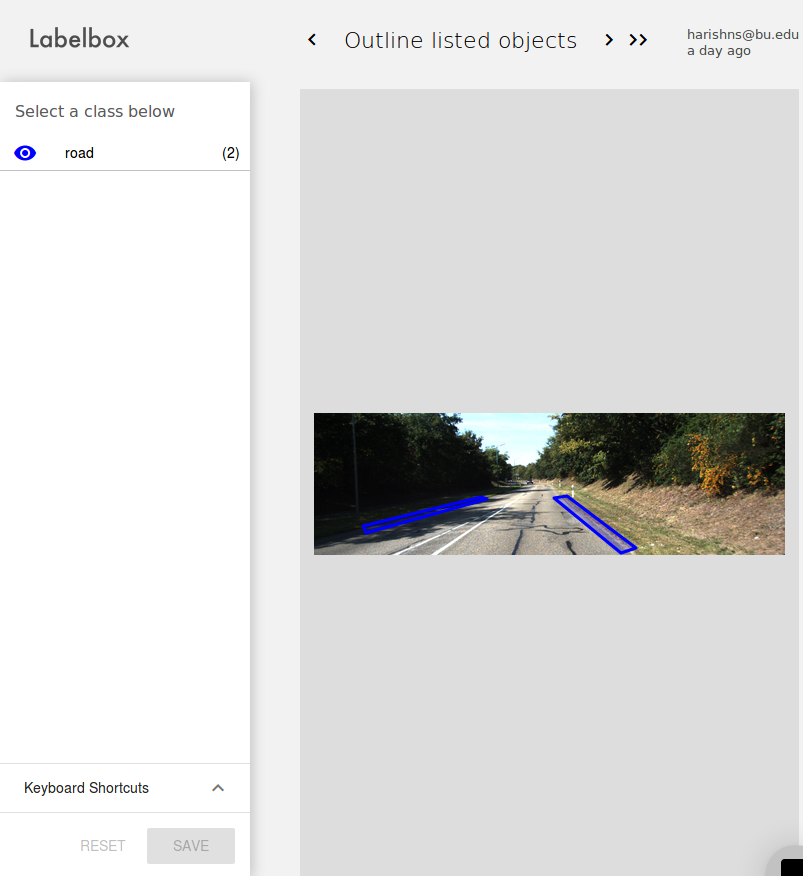 Labelbox
Outline listed objects
harishns@bu.edu
a day ago
Select a class below
road (2)
Keyboard Shortcuts
RESET SAVE